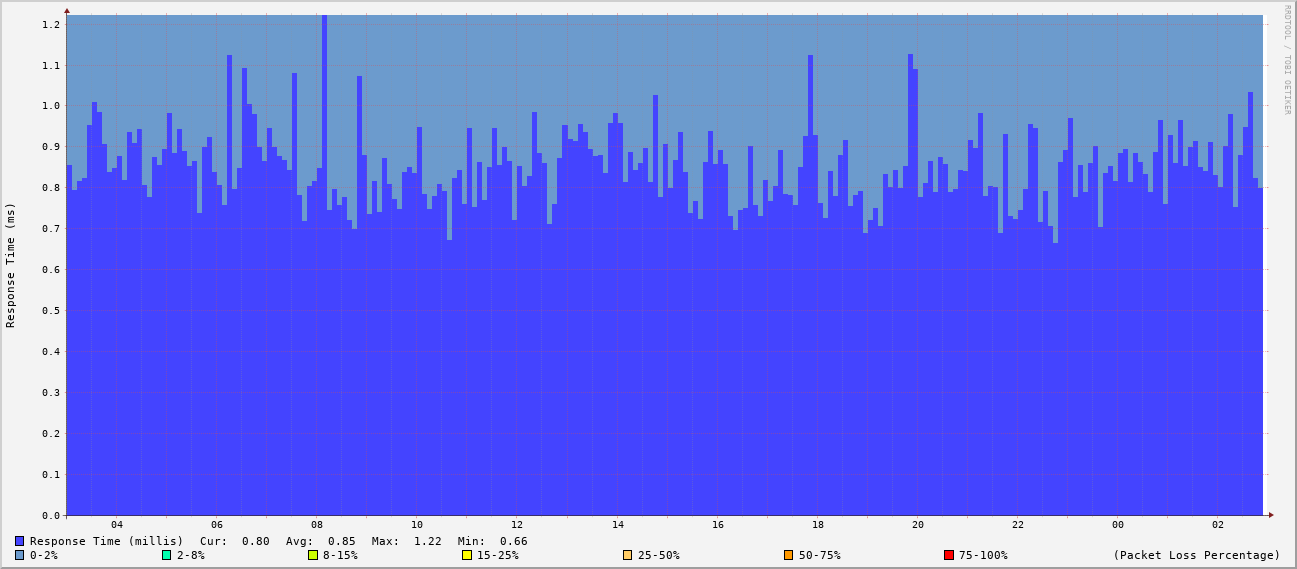 RRDTOOL / TOBI OETIKER
Response Time (ms)
1.2
1.1
1.0
0.9
0.8
0.7
0.6
0.5
0.4
0.3
0.2
0.1
0.0
04 06 08 10 12 14 16 18 20 22 00 02
Response Time (millis) Cur: 0.80 Avg: 0.85 Max: 1.22 Min: 0.66
0-2% 2-8% 8-15% 15-25% 25-50% 50-75% 75-100% (Packet Loss Percentage)